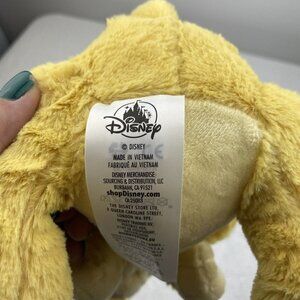 Disney
© DISNEY
MADE IN VIETNAM
FABRIQUÉ AU VIETNAM
DISNEY MERCHANDISE
SOURCING & DISTRIBUTION, LLC
BURBANK, CA 91521
shopDisney.com
THE DISNEY STORE LTD.
3 QUEEN CAROLINE STREET,
LONDON W6 9PE